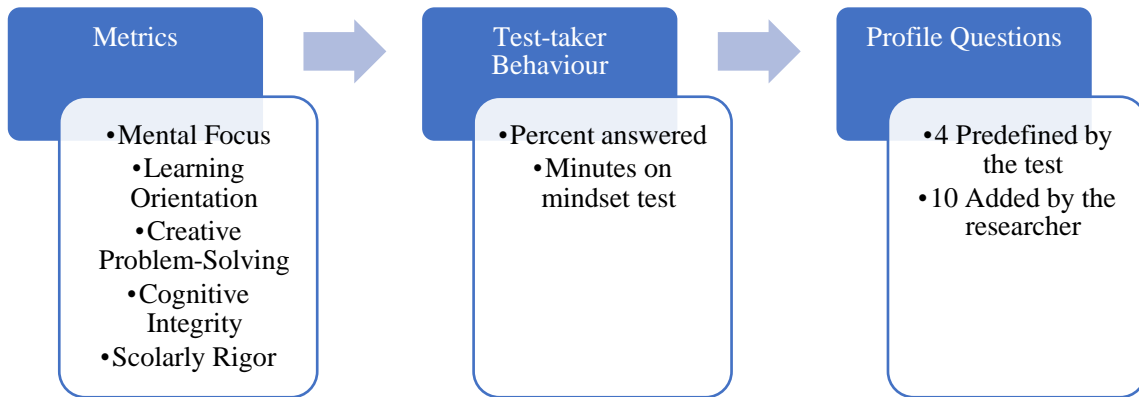 Metrics
•Mental Focus
•Learning
Orientation
•Creative
Problem-Solving
•Cognitive
Integrity
•Scolarly Rigor
Test-taker
Behaviour
•Percent answered
•Minutes on
mindset test
Profile Questions
•4 Predefined by
the test
•10 Added by the
researcher